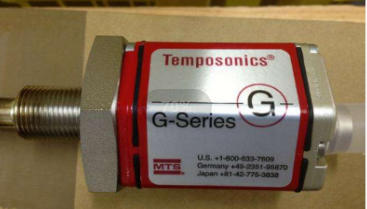 Temposonics®
G
G-Series
MTS
U.S. +1-800-633-7609
Germany +49-2351-95870
Japan +81-42-775-3838